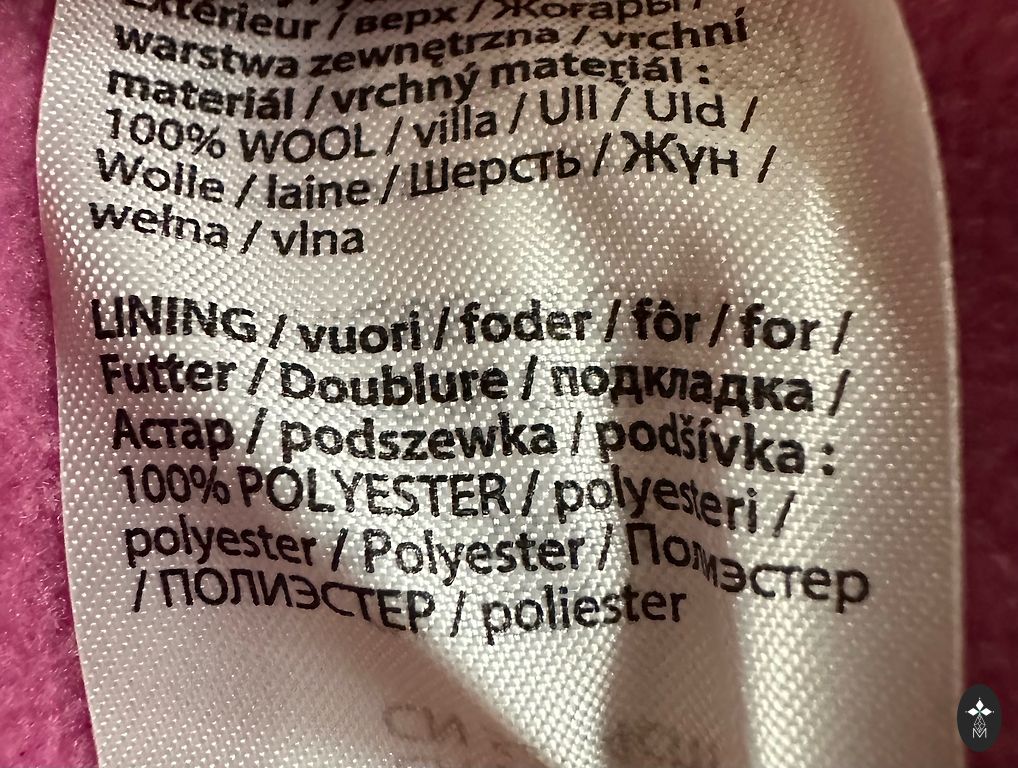 Extérieur / верх / Жоғары /
warstwa zewnętrzna / vrchní
materiál / vrchný materiál :
100% WOOL / villa / Ull / Uld /
Wolle / laine / Шерсть / Жүн /
wełna / vlna
LINING / vuori / foder / fôr / for /
Futter / Doublure / подкладка /
Астар / podszewka / podšívka :
100% POLYESTER / polyesteri /
polyester / Polyester / Полиэстер
/ ПОЛИЭСТЕР / poliester
M